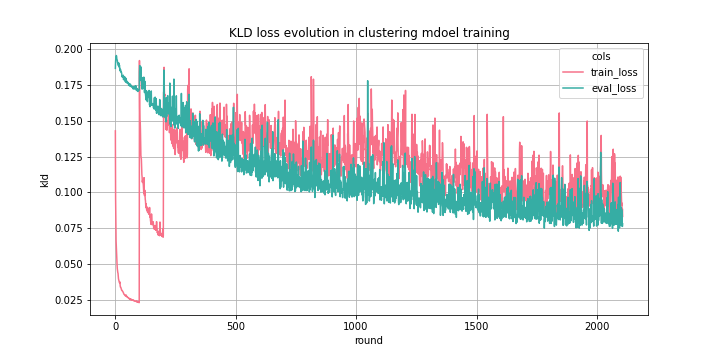 KLD loss evolution in clustering mdoel training
cols
train_loss
eval_loss
0.200
0.175
0.150
0.125
0.100
0.075
0.050
0.025
kld
0
500
1000
1500
2000
round